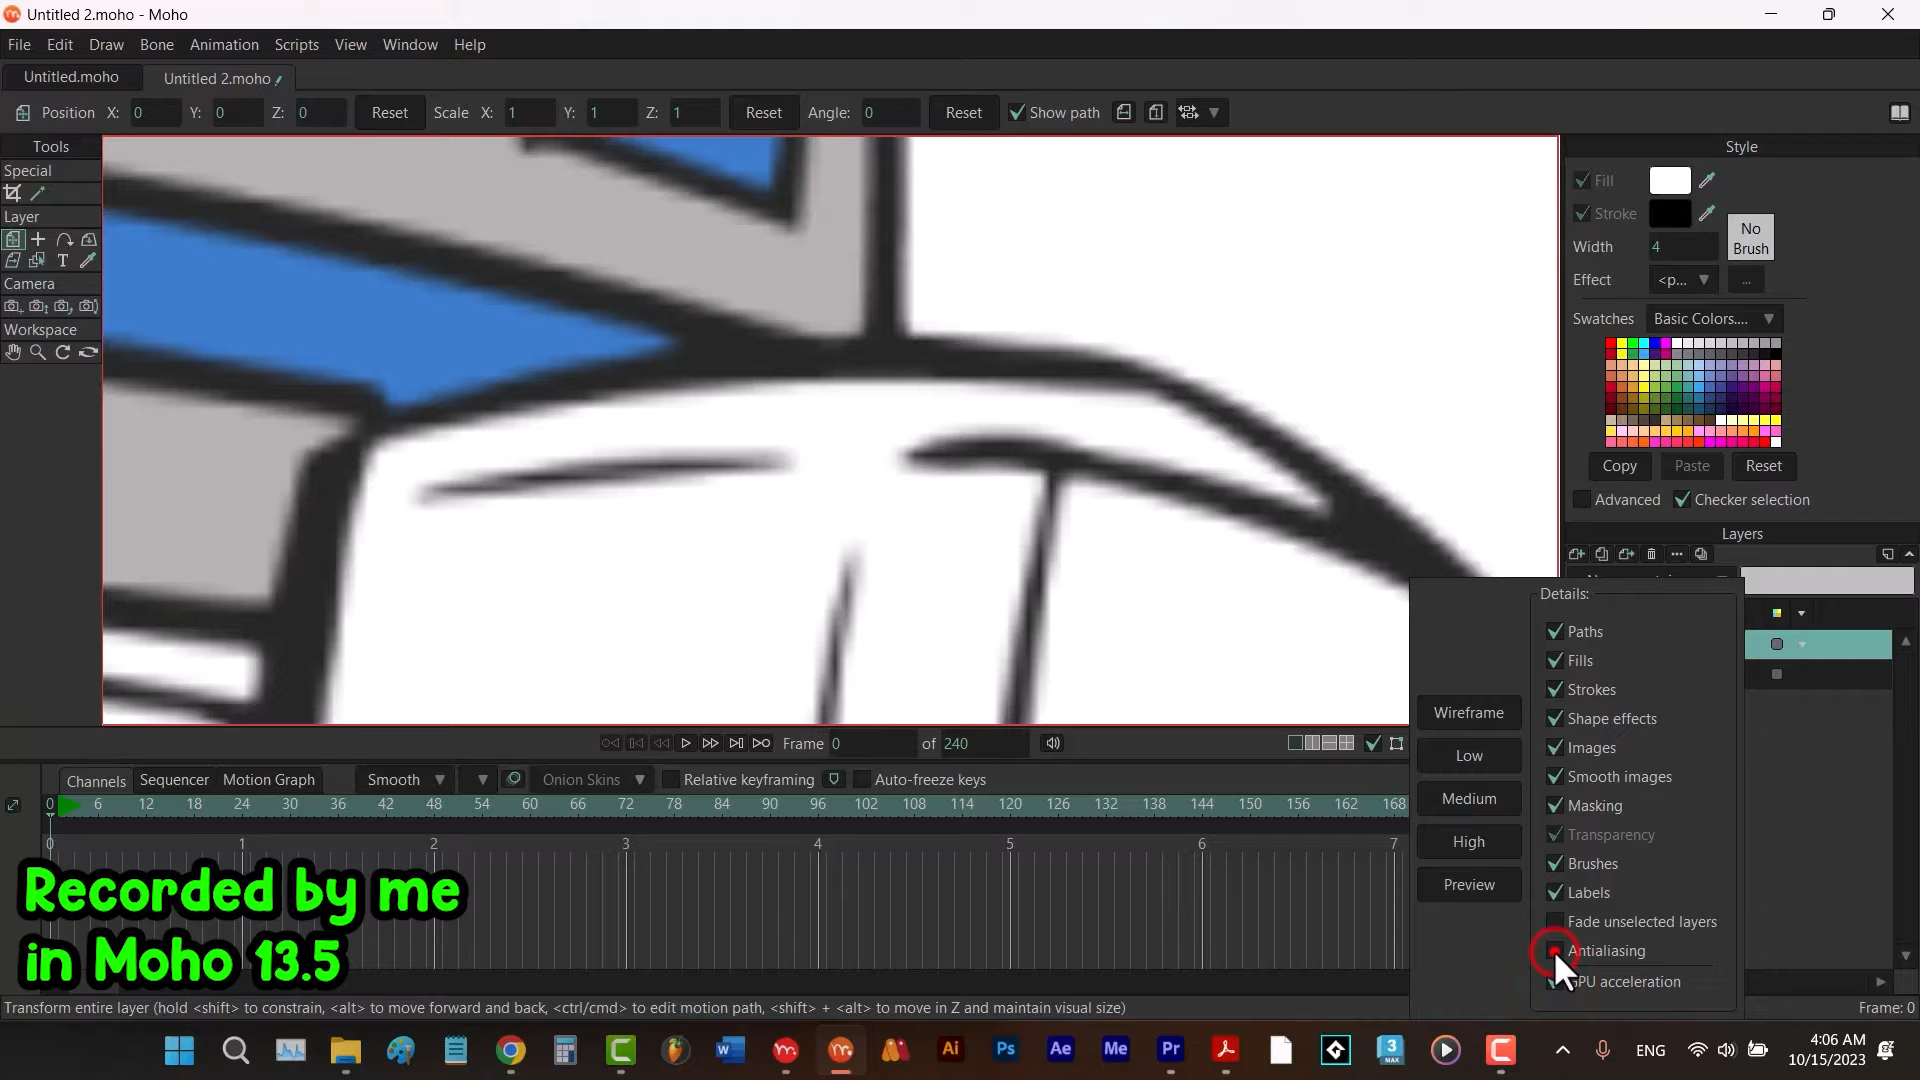 Untitled 2.moho - Moho
File Edit Draw Bone Animation Scripts View Window Help
Untitled.moho Untitled 2.moho
Position X: 0 Y: 0 Z: 0 Reset Scale X: 1 Y: 1 Z: 1 Reset Angle: 0 Reset Show path
Tools
Special
Layer
T
Camera
Workspace
Style
Fill
Stroke
No Brush
Width 4
Effect <p... ...
Swatches Basic Colors....
Copy Paste Reset
Advanced Checker selection
Layers
Details:
Paths
Fills
Strokes
Shape effects
Images
Smooth images
Masking
Transparency
Brushes
Labels
Fade unselected layers
Antialiasing
GPU acceleration
Wireframe
Low
Medium
High
Preview
Frame 0 of 240
Channels Sequencer Motion Graph Smooth Onion Skins Relative keyframing Auto-freeze keys
0 6 12 18 24 30 36 42 48 54 60 66 72 78 84 90 96 102 108 114 120 126 132 138 144 150 156 162 168
0 1 2 3 4 5 6 7
Recorded by me
in Moho 13.5
Transform entire layer (hold <shift> to constrain, <alt> to move forward and back, <ctrl/cmd> to edit motion path, <shift> + <alt> to move in Z and maintain visual size)
Frame: 0
W Ai Ps Ae Me Pr 3 MAX C
ENG
4:06 AM
10/15/2023